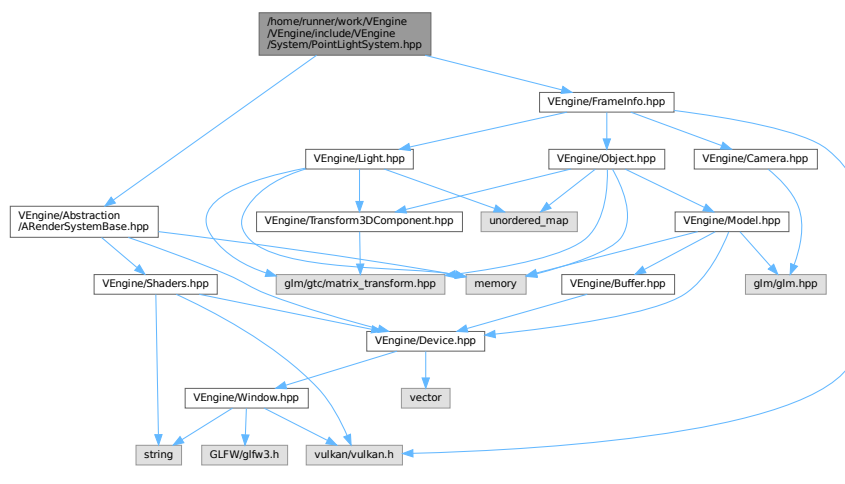 /home/runner/work/VEngine
/VEngine/include/VEngine
/System/PointLightSystem.hpp
VEngine/FrameInfo.hpp
VEngine/Light.hpp
VEngine/Object.hpp
VEngine/Camera.hpp
VEngine/Abstraction
/ARenderSystemBase.hpp
VEngine/Transform3DComponent.hpp
unordered_map
VEngine/Model.hpp
VEngine/Shaders.hpp
glm/gtc/matrix_transform.hpp
memory
VEngine/Buffer.hpp
glm/glm.hpp
VEngine/Device.hpp
VEngine/Window.hpp
vector
string
GLFW/glfw3.h
vulkan/vulkan.h